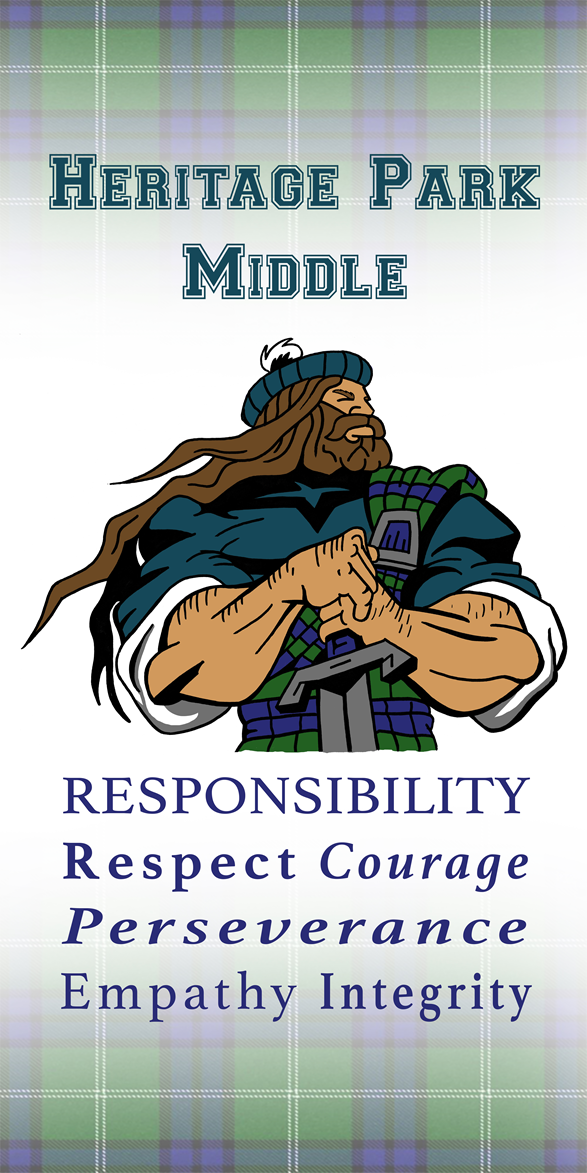 Heritage Park
Middle
RESPONSIBILITY
Respect Courage
Perseverance
Empathy Integrity